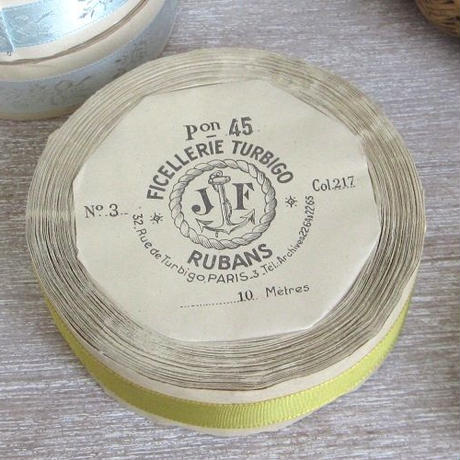 Pon 45
FICELLERIE TURBIGO
No. 3
J F
Col. 217
RUBANS
32, Rue de Turbigo, PARIS-3. Tél.: Archives 22.64 à 22.65
10 Mètres